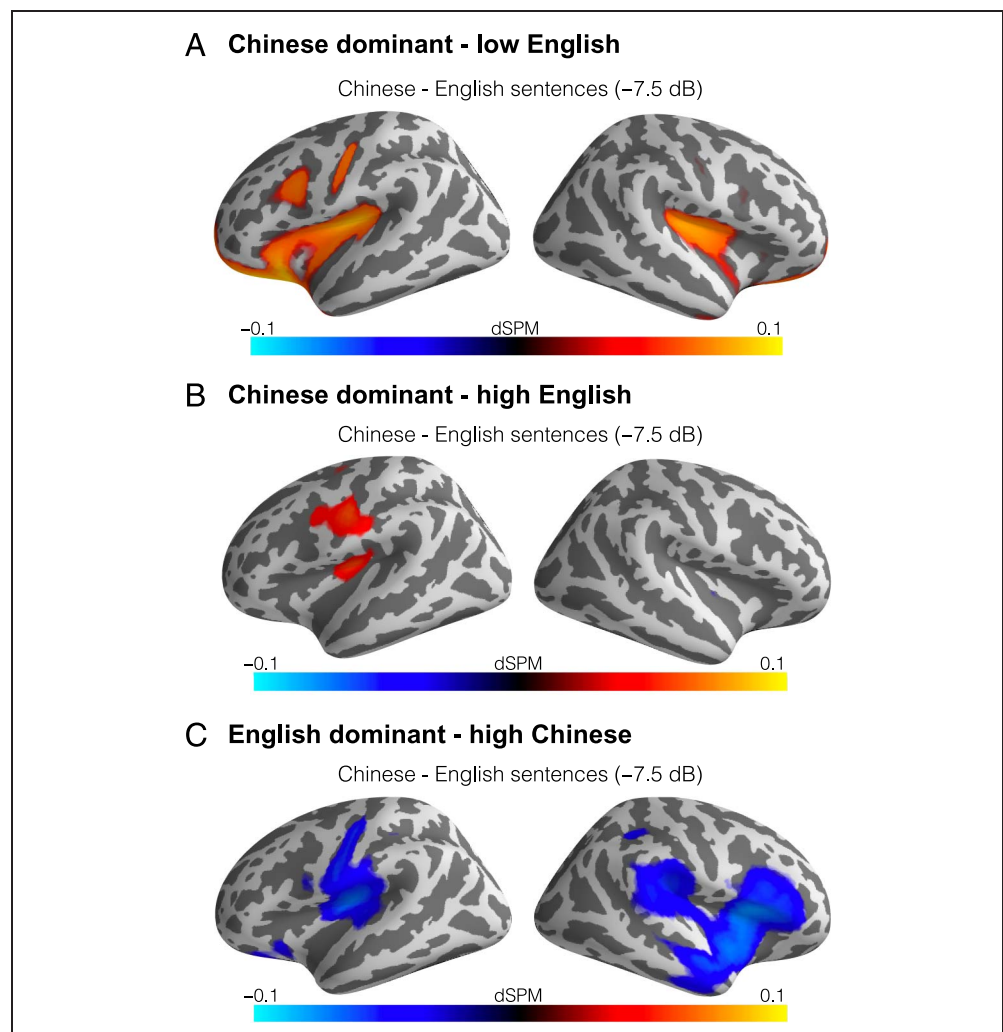 A Chinese dominant - low English
Chinese - English sentences (−7.5 dB)
−0.1 dSPM 0.1
B Chinese dominant - high English
Chinese - English sentences (−7.5 dB)
−0.1 dSPM 0.1
C English dominant - high Chinese
Chinese - English sentences (−7.5 dB)
−0.1 dSPM 0.1